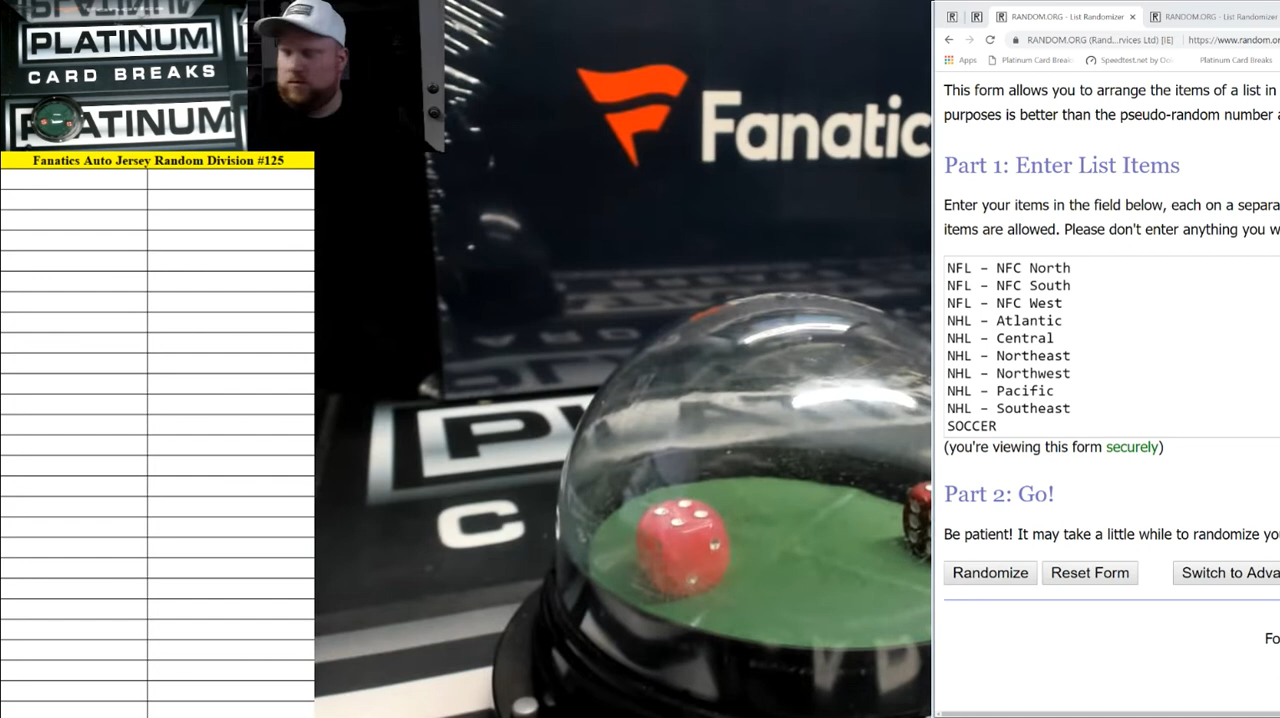 PLATINUM
CARD BREAKS
PLATINUM
Fanatics Auto Jersey Random Division #125
Fanatic
C
RANDOM.ORG - List Randomizer
RANDOM.ORG - List Randomizer
RANDOM.ORG (Rand...rvices Ltd) [IE]
https://www.random.o
Apps
Platinum Card Break
Speedtest.net by Oo
Platinum Card Breaks
This form allows you to arrange the items of a list in
purposes is better than the pseudo-random number a
Part 1: Enter List Items
Enter your items in the field below, each on a separa
items are allowed. Please don't enter anything you w
NFL - NFC North
NFL - NFC South
NFL - NFC West
NHL - Atlantic
NHL - Central
NHL - Northeast
NHL - Northwest
NHL - Pacific
NHL - Southeast
SOCCER
(you're viewing this form securely)
Part 2: Go!
Be patient! It may take a little while to randomize yo
Randomize
Reset Form
Switch to Adva
Fo